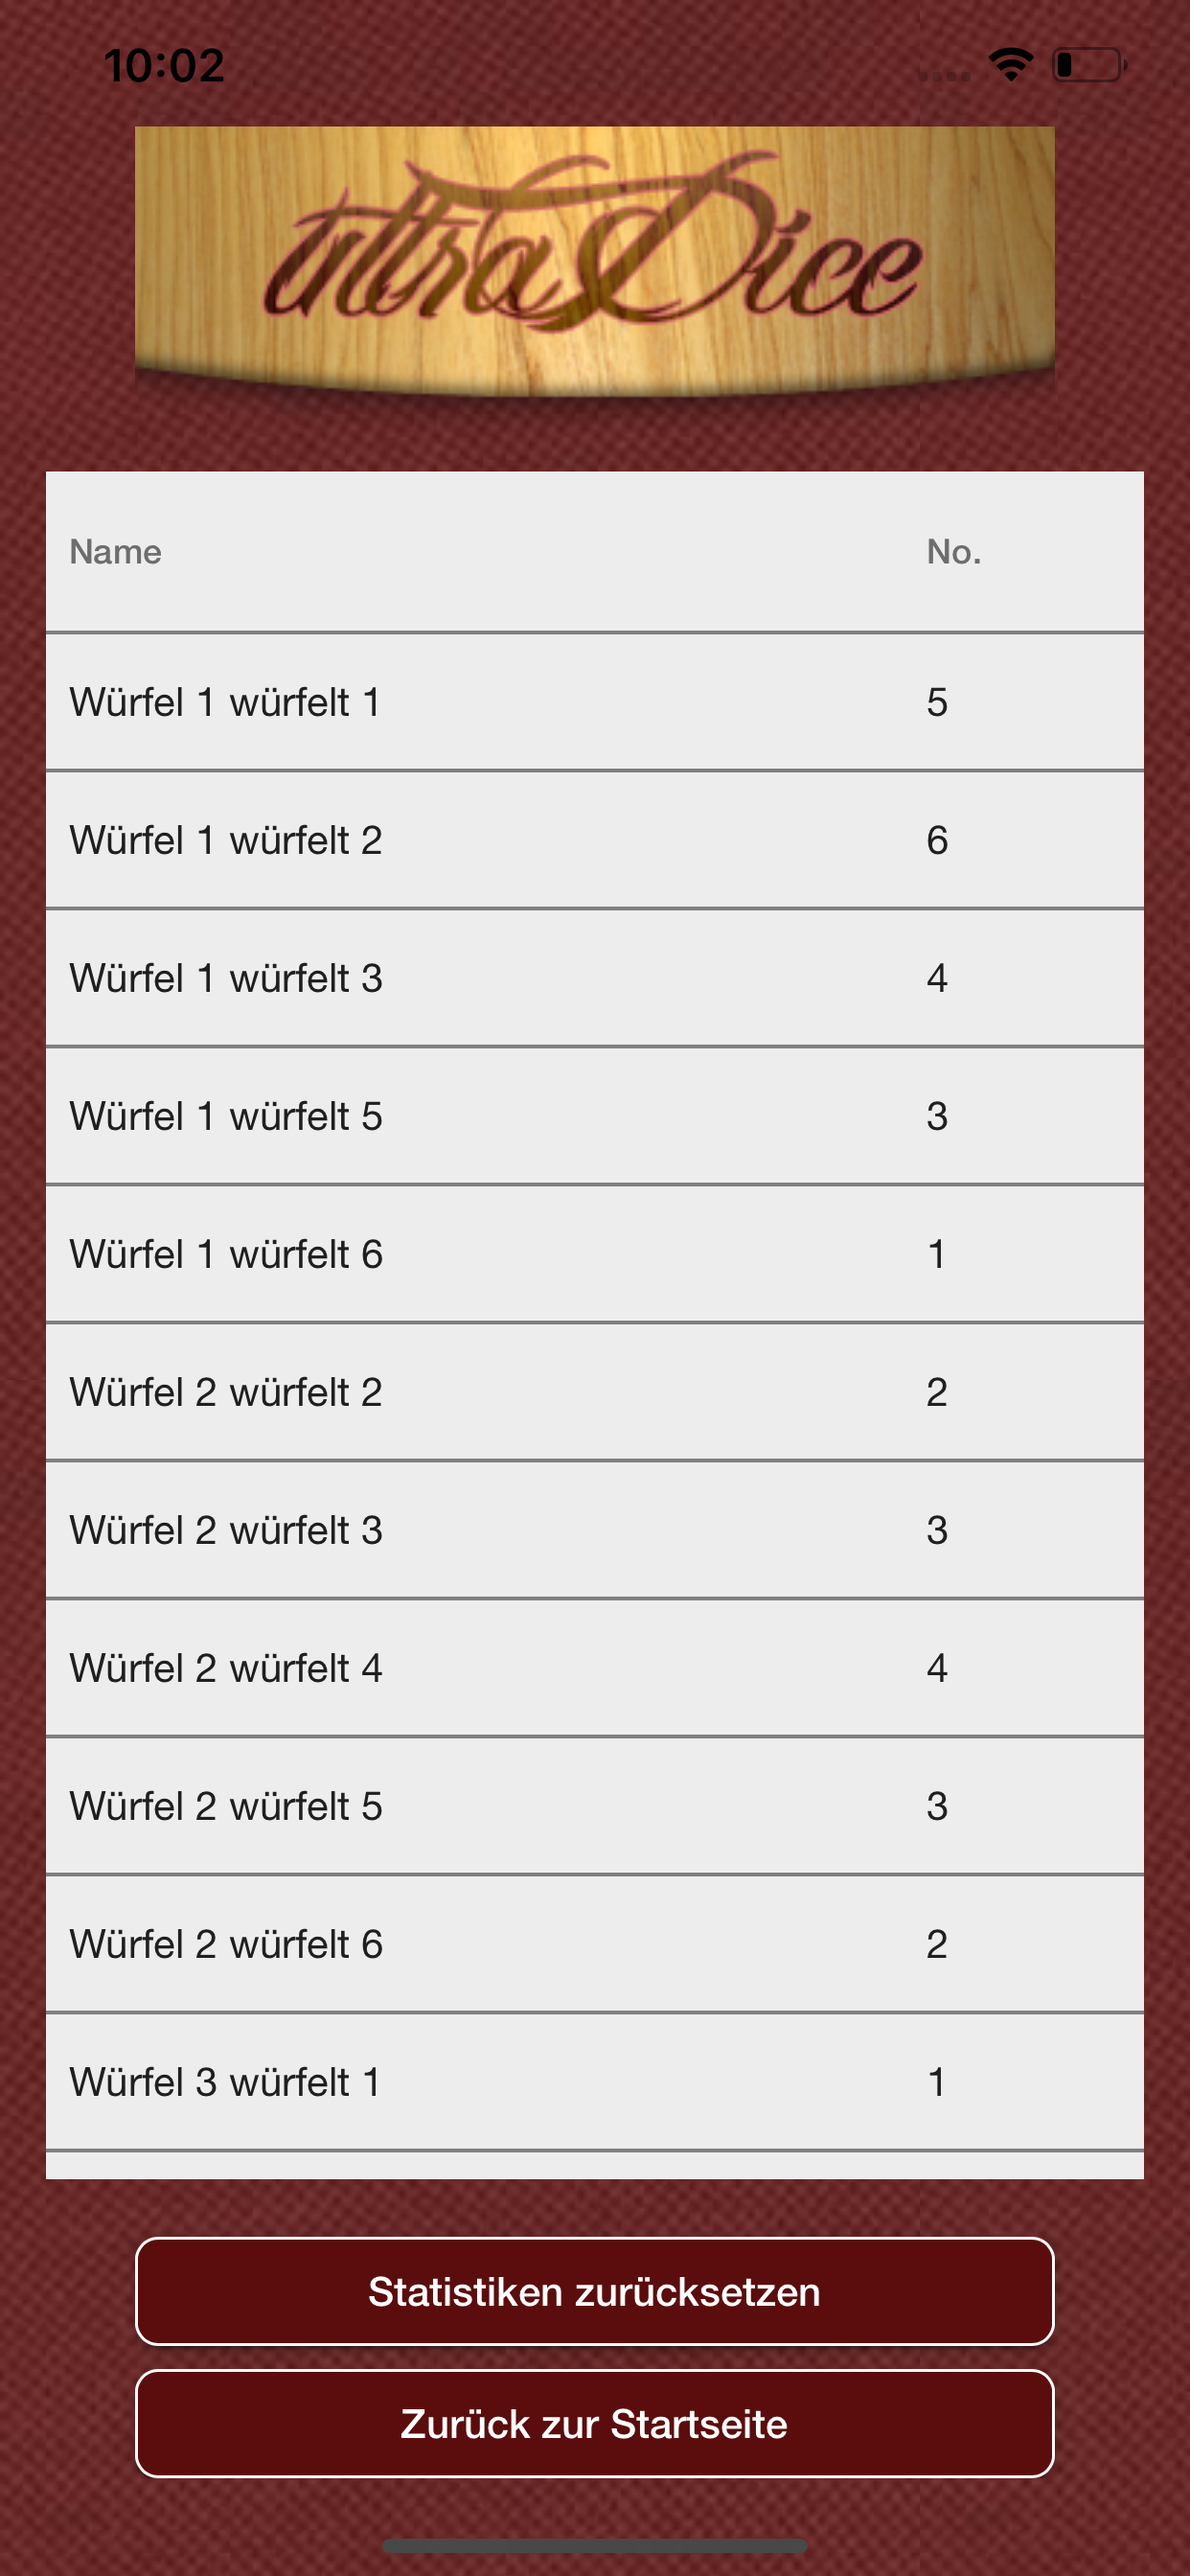 10:02
ultra Dice
Name No.
Würfel 1 würfelt 1 5
Würfel 1 würfelt 2 6
Würfel 1 würfelt 3 4
Würfel 1 würfelt 5 3
Würfel 1 würfelt 6 1
Würfel 2 würfelt 2 2
Würfel 2 würfelt 3 3
Würfel 2 würfelt 4 4
Würfel 2 würfelt 5 3
Würfel 2 würfelt 6 2
Würfel 3 würfelt 1 1
Statistiken zurücksetzen
Zurück zur Startseite